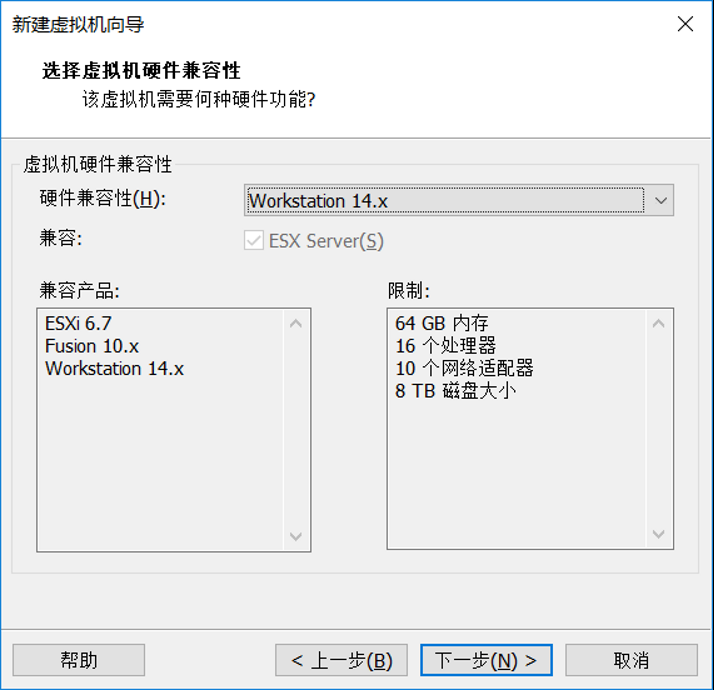 新建虚拟机向导
选择虚拟机硬件兼容性
该虚拟机需要何种硬件功能?
虚拟机硬件兼容性
硬件兼容性(H):
Workstation 14.x
兼容:
ESX Server(S)
兼容产品:
ESXi 6.7
Fusion 10.x
Workstation 14.x
限制:
64 GB 内存
16 个处理器
10 个网络适配器
8 TB 磁盘大小
帮助
< 上一步(B)
下一步(N) >
取消